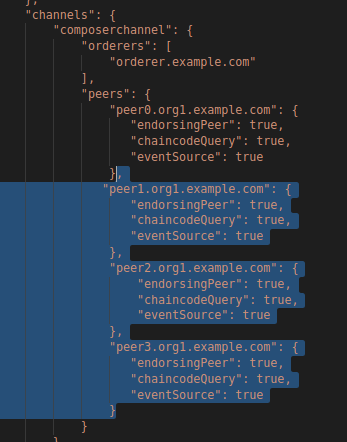 },
"channels": {
"composerchannel": {
"orderers": [
"orderer.example.com"
],
"peers": {
"peer0.org1.example.com": {
"endorsingPeer": true,
"chaincodeQuery": true,
"eventSource": true
},
"peer1.org1.example.com": {
"endorsingPeer": true,
"chaincodeQuery": true,
"eventSource": true
},
"peer2.org1.example.com": {
"endorsingPeer": true,
"chaincodeQuery": true,
"eventSource": true
},
"peer3.org1.example.com": {
"endorsingPeer": true,
"chaincodeQuery": true,
"eventSource": true
}
}
}